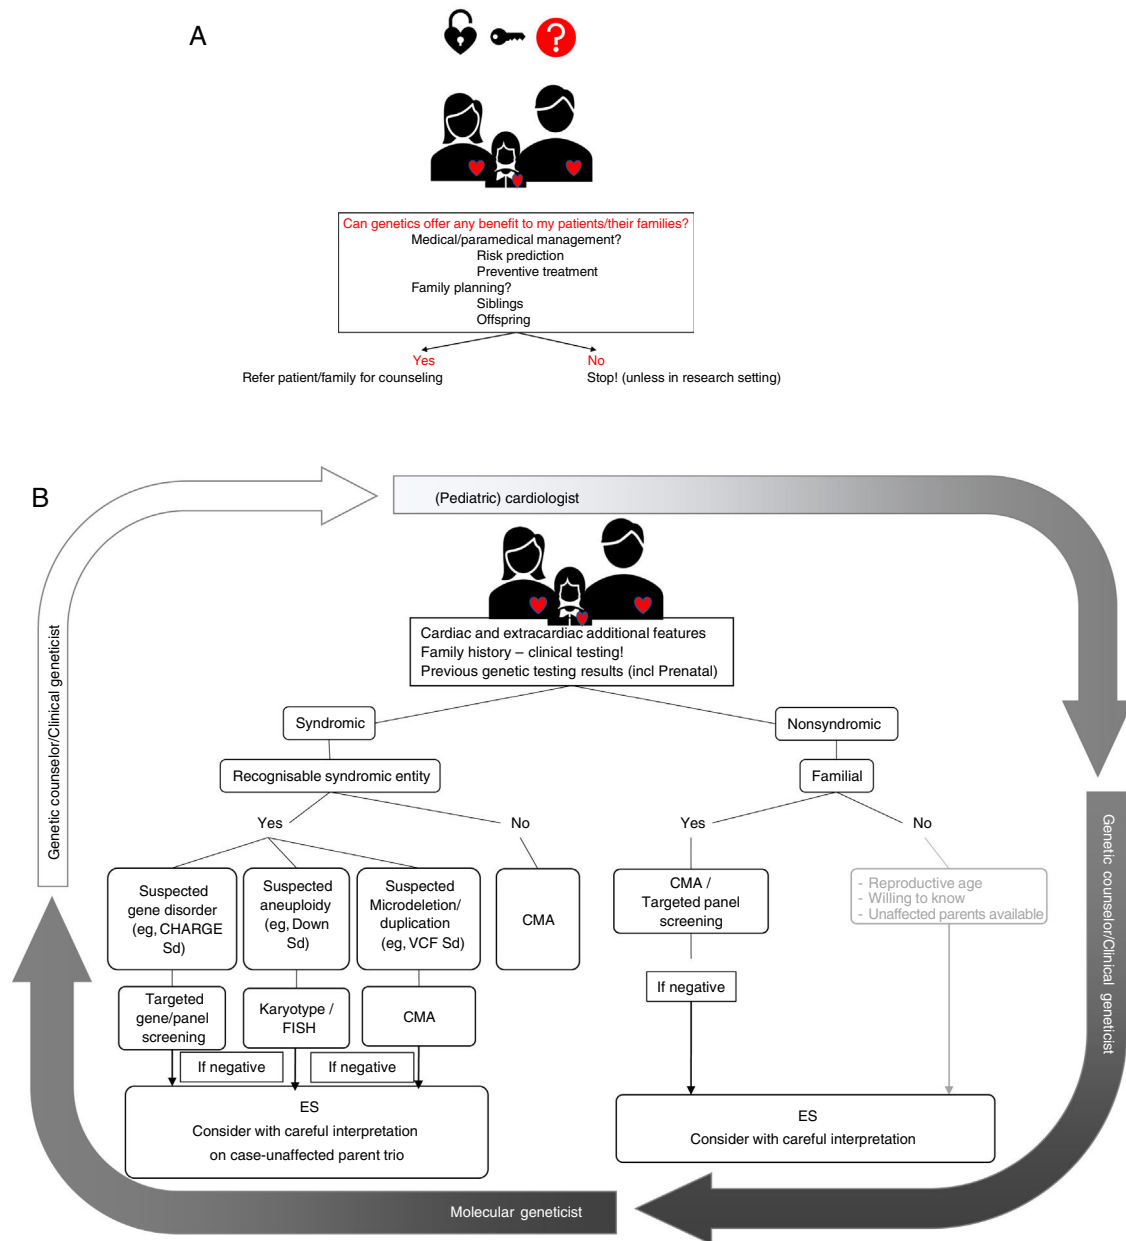 A
?
Can genetics offer any benefit to my patients/their families?
Medical/paramedical management?
Risk prediction
Preventive treatment
Family planning?
Siblings
Offspring
Yes
No
Refer patient/family for counseling
Stop! (unless in research setting)
B
(Pediatric) cardiologist
Cardiac and extracardiac additional features
Family history – clinical testing!
Previous genetic testing results (incl Prenatal)
Syndromic
Nonsyndromic
Recognisable syndromic entity
Familial
Yes
No
Yes
No
Suspected
gene disorder
(eg, CHARGE
Sd)
Suspected
aneuploidy
(eg, Down
Sd)
Suspected
Microdeletion/
duplication
(eg, VCF Sd)
CMA
CMA /
Targeted panel
screening
- Reproductive age
- Willing to know
- Unaffected parents available
Targeted
gene/panel
screening
Karyotype /
FISH
CMA
If negative
If negative
If negative
ES
Consider with careful interpretation
on case-unaffected parent trio
ES
Consider with careful interpretation
Genetic counselor/Clinical geneticist
Molecular geneticist
Genetic counselor/Clinical geneticist